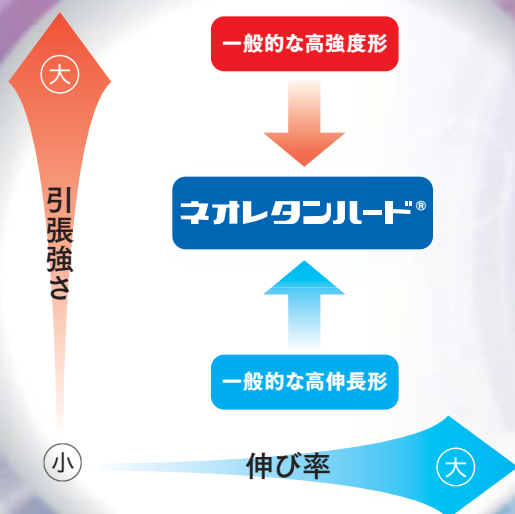 一般的な高強度形
大
ネオレタンハード®
引張強さ
一般的な高伸長形
小
伸び率
大